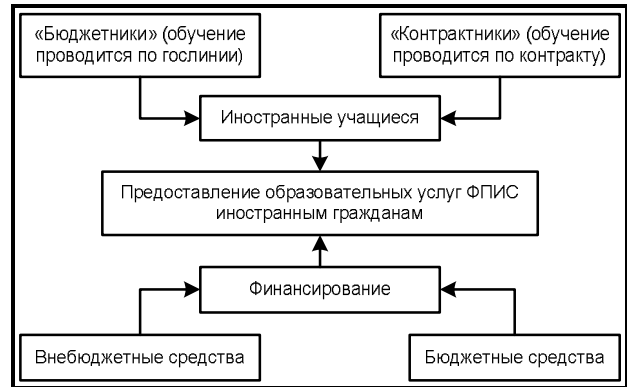 «Бюджетники» (обучение
проводится по гослинии)
«Контрактники» (обучение
проводится по контракту)
Иностранные учащиеся
Предоставление образовательных услуг ФПИС
иностранным гражданам
Финансирование
Внебюджетные средства
Бюджетные средства